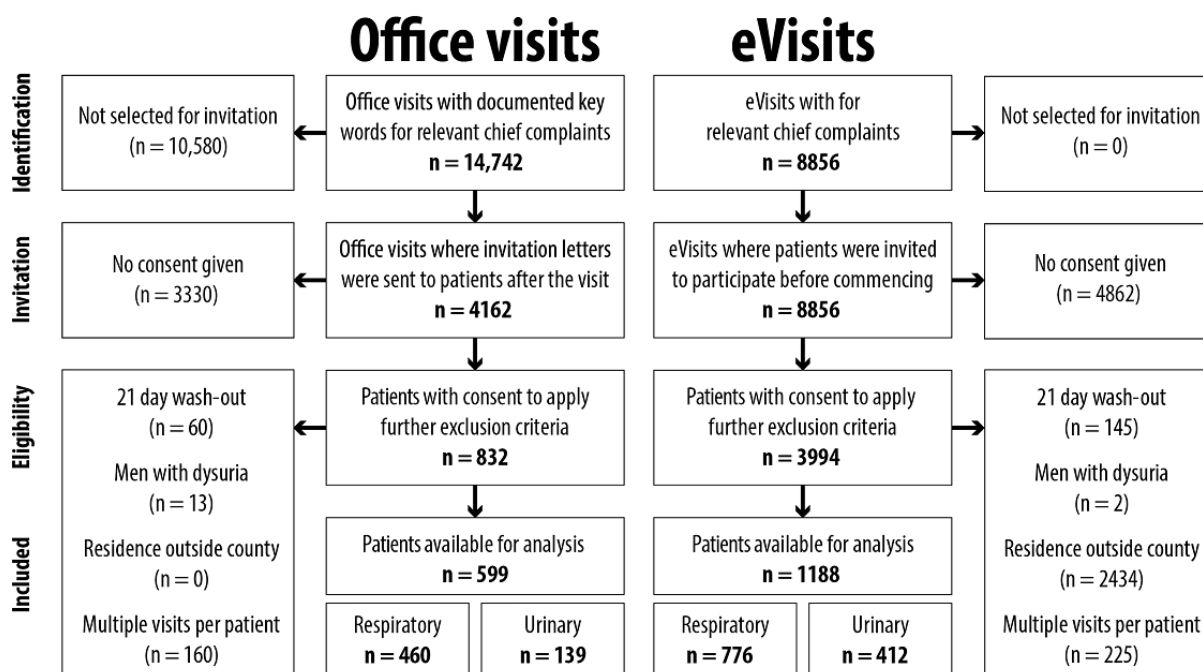 Office visits
eVisits
Identification
Not selected for invitation
(n = 10,580)
Office visits with documented key
words for relevant chief complaints
n = 14,742
eVisits with for
relevant chief complaints
n = 8856
Not selected for invitation
(n = 0)
Invitation
No consent given
(n = 3330)
Office visits where invitation letters
were sent to patients after the visit
n = 4162
eVisits where patients were invited
to participate before commencing
n = 8856
No consent given
(n = 4862)
Eligibility
21 day wash-out
(n = 60)
Men with dysuria
(n = 13)
Residence outside county
(n = 0)
Multiple visits per patient
(n = 160)
Patients with consent to apply
further exclusion criteria
n = 832
Patients with consent to apply
further exclusion criteria
n = 3994
21 day wash-out
(n = 145)
Men with dysuria
(n = 2)
Residence outside county
(n = 2434)
Multiple visits per patient
(n = 225)
Included
Patients available for analysis
n = 599
Patients available for analysis
n = 1188
Respiratory
n = 460
Urinary
n = 139
Respiratory
n = 776
Urinary
n = 412